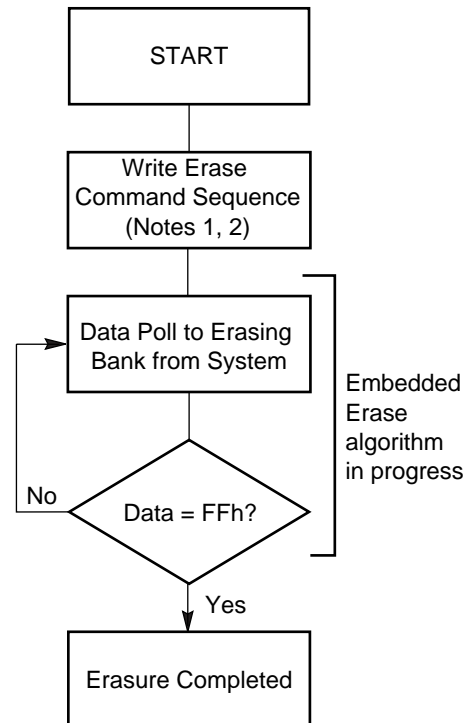 START
Write Erase
Command Sequence
(Notes 1, 2)
Data Poll to Erasing
Bank from System
Embedded
Erase
algorithm
in progress
No
Data = FFh?
Yes
Erasure Completed